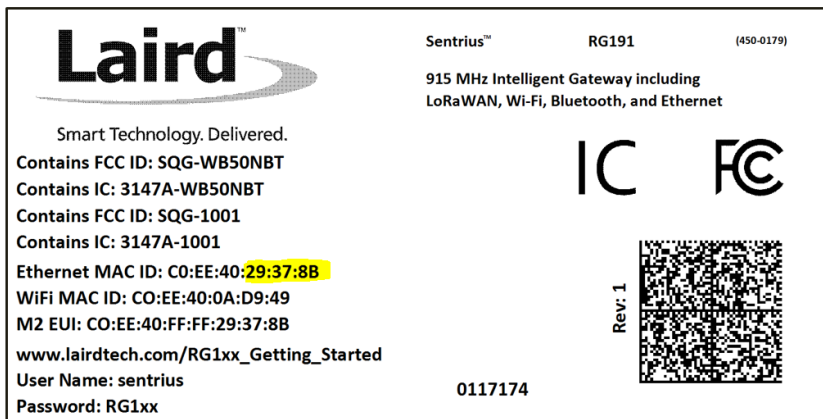 Laird™
Smart Technology. Delivered.
Sentrius™ RG191 (450-0179)
915 MHz Intelligent Gateway including
LoRaWAN, Wi-Fi, Bluetooth, and Ethernet
IC FCC
Contains FCC ID: SQG-WB50NBT
Contains IC: 3147A-WB50NBT
Contains FCC ID: SQG-1001
Contains IC: 3147A-1001
Ethernet MAC ID: C0:EE:40:29:37:8B
WiFi MAC ID: CO:EE:40:0A:D9:49
M2 EUI: CO:EE:40:FF:FF:29:37:8B
www.lairdtech.com/RG1xx_Getting_Started
User Name: sentrius
Password: RG1xx
Rev: 1
0117174